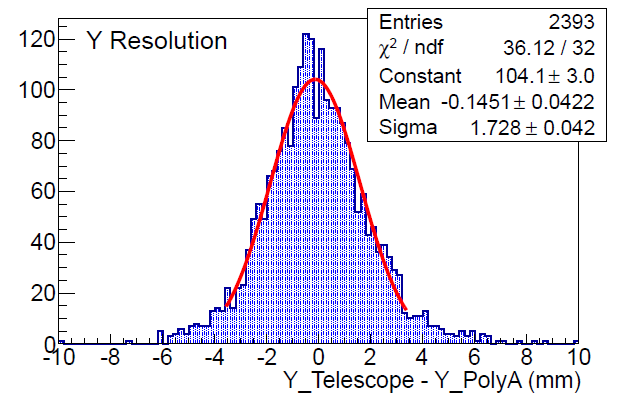 Y Resolution
Entries 2393
χ² / ndf 36.12 / 32
Constant 104.1 ± 3.0
Mean -0.1451 ± 0.0422
Sigma 1.728 ± 0.042
120
100
80
60
40
20
0
-10 -8 -6 -4 -2 0 2 4 6 8 10
Y_Telescope - Y_PolyA (mm)